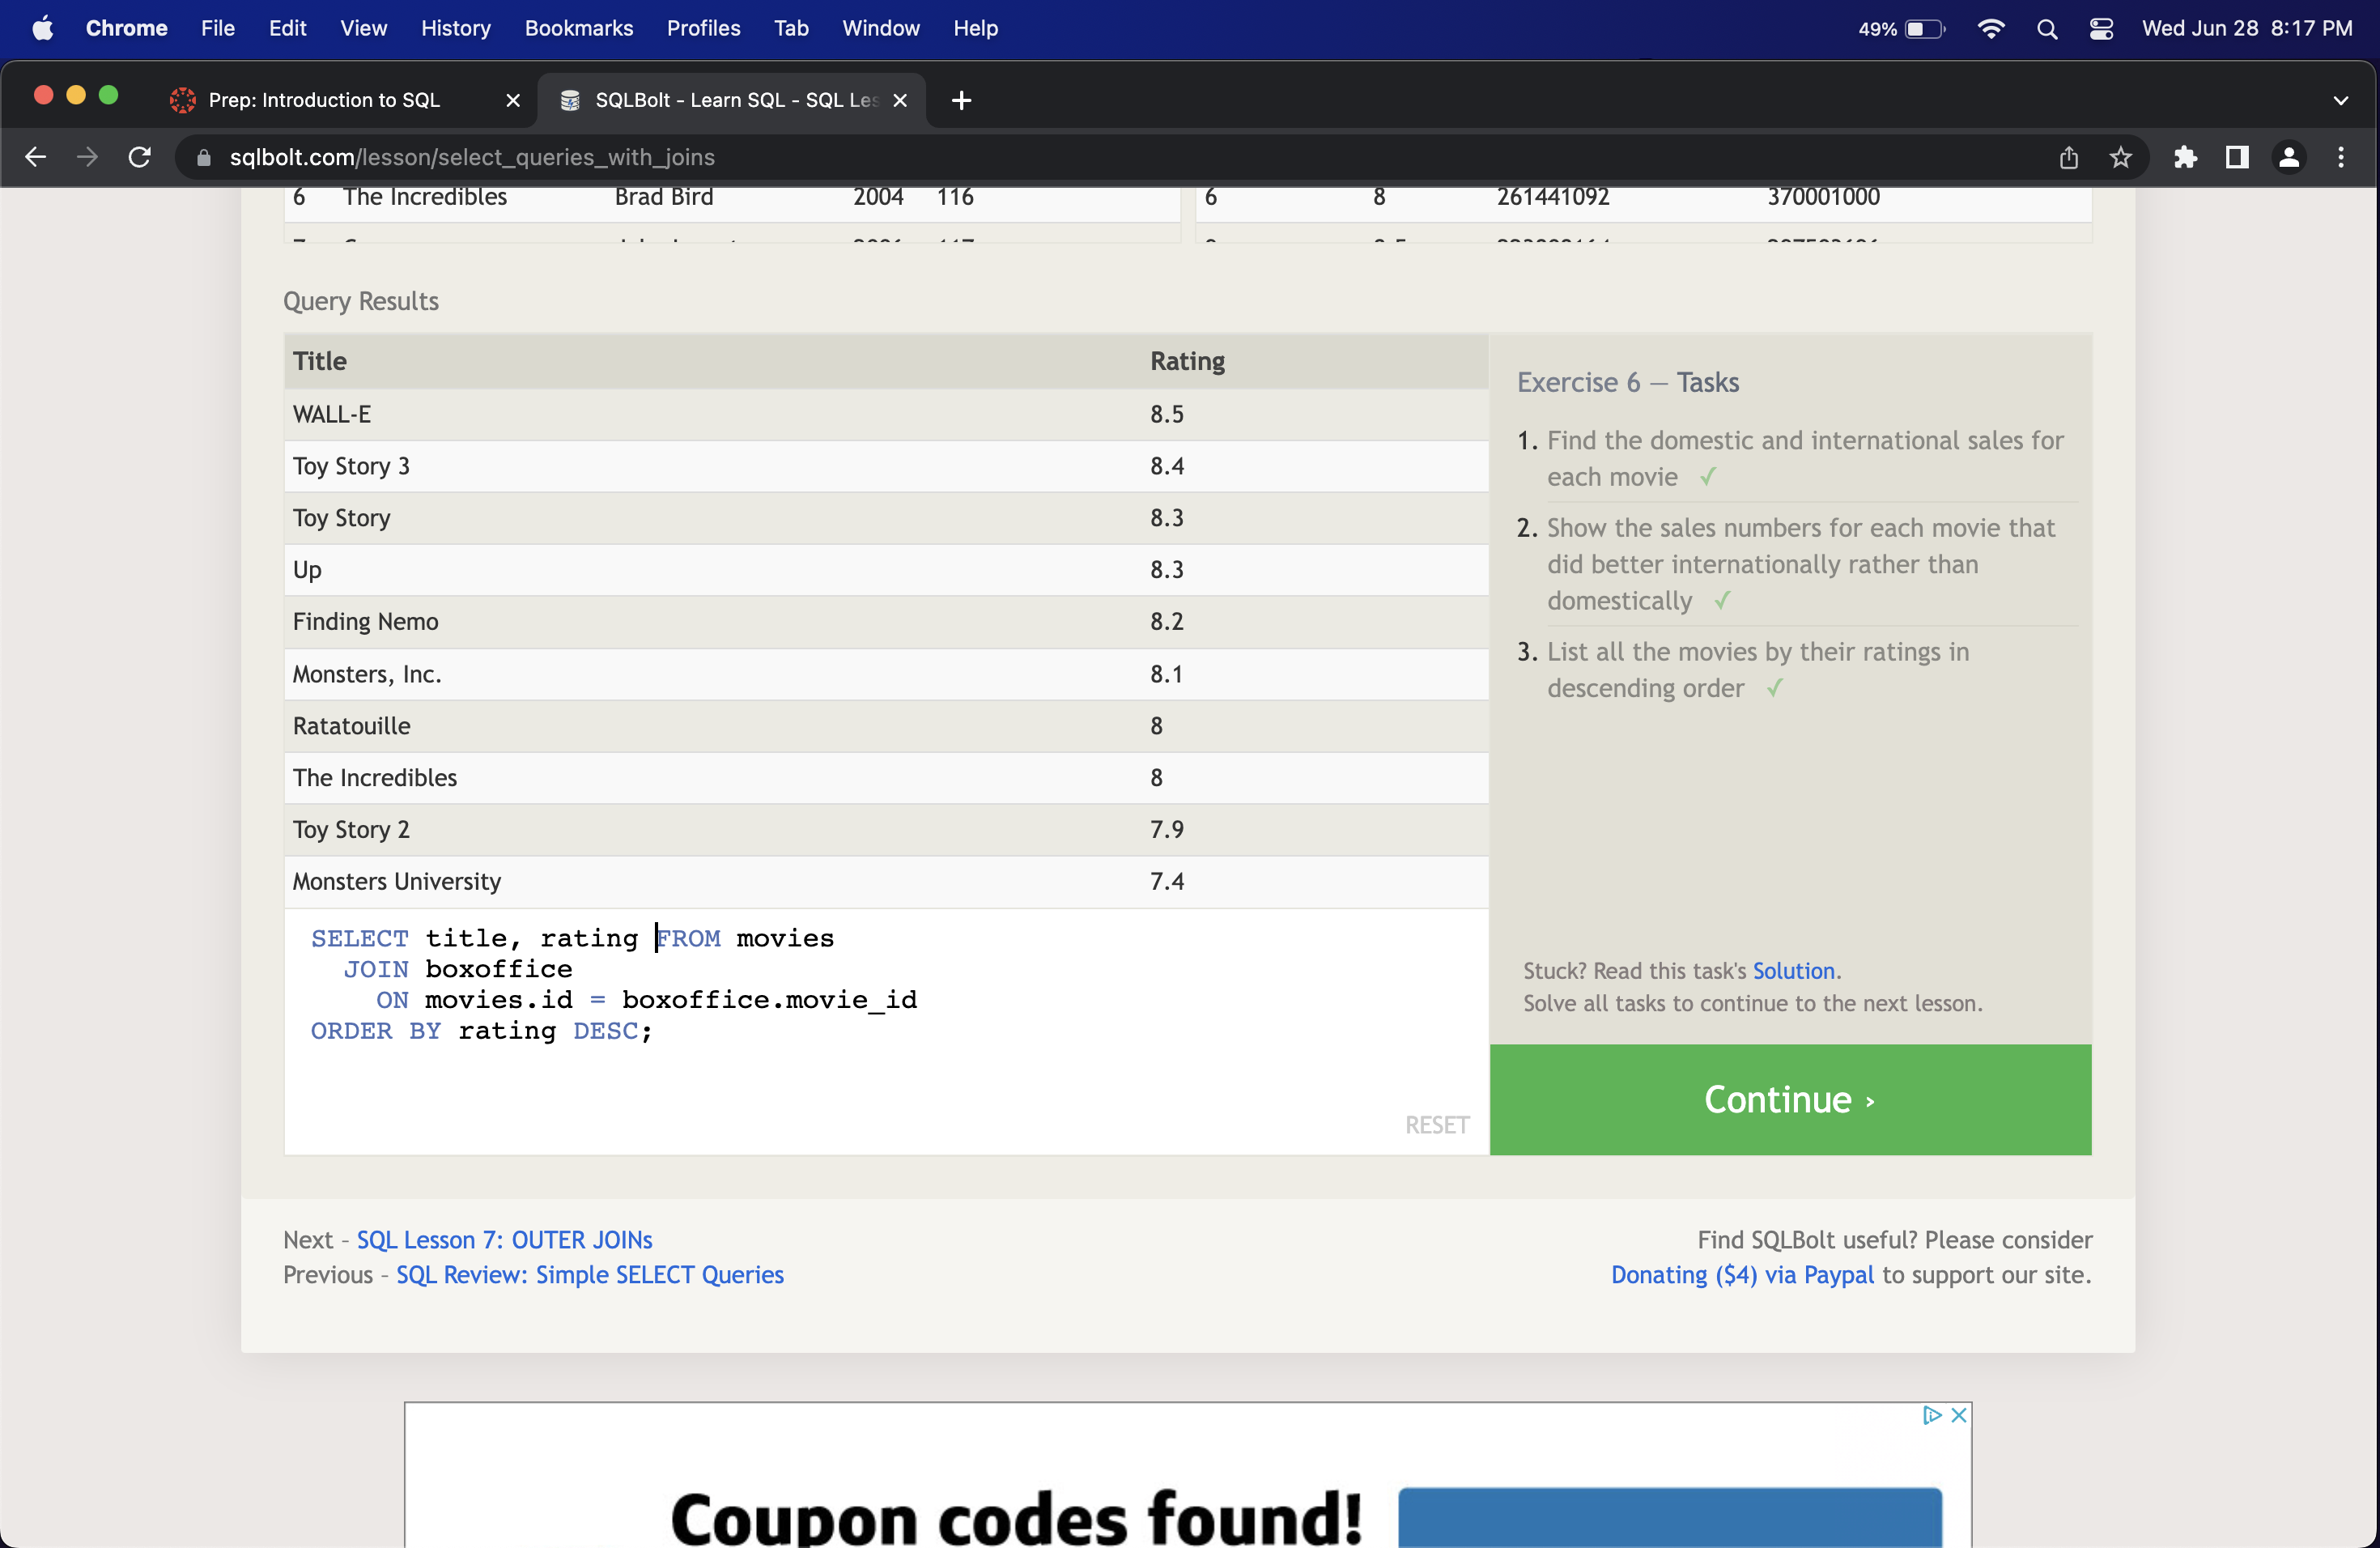 Chrome File Edit View History Bookmarks Profiles Tab Window Help 49% Wed Jun 28 8:17 PM
Prep: Introduction to SQL SQLBolt - Learn SQL - SQL Les
sqlbolt.com/lesson/select_queries_with_joins
6 The Incredibles Brad Bird 2004 116 6 8 261441092 370001000
Query Results
Title Rating
WALL-E 8.5
Toy Story 3 8.4
Toy Story 8.3
Up 8.3
Finding Nemo 8.2
Monsters, Inc. 8.1
Ratatouille 8
The Incredibles 8
Toy Story 2 7.9
Monsters University 7.4
SELECT title, rating FROM movies
JOIN boxoffice
ON movies.id = boxoffice.movie_id
ORDER BY rating DESC;
RESET
Exercise 6 — Tasks
1. Find the domestic and international sales for
each movie ✓
2. Show the sales numbers for each movie that
did better internationally rather than
domestically ✓
3. List all the movies by their ratings in
descending order ✓
Stuck? Read this task's Solution.
Solve all tasks to continue to the next lesson.
Continue ›
Next - SQL Lesson 7: OUTER JOINs
Previous - SQL Review: Simple SELECT Queries
Find SQLBolt useful? Please consider
Donating ($4) via Paypal to support our site.
Coupon codes found!